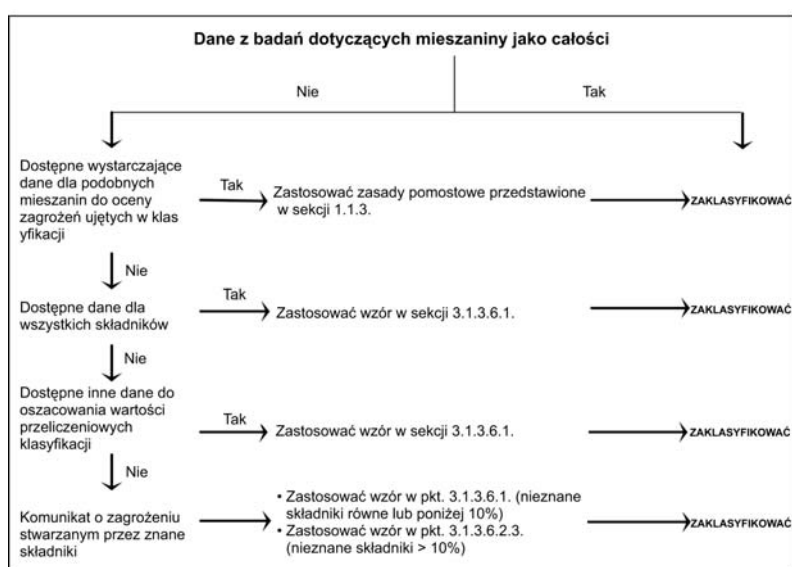 Dane z badań dotyczących mieszaniny jako całości
Nie
Tak
Dostępne wystarczające
dane dla podobnych
mieszanin do oceny
zagrożeń ujętych w klas
yfikacji
Tak
Zastosować zasady pomostowe przedstawione
w sekcji 1.1.3.
ZAKLASYFIKOWAĆ
Nie
Dostępne dane dla
wszystkich składników
Tak
Zastosować wzór w sekcji 3.1.3.6.1.
ZAKLASYFIKOWAĆ
Nie
Dostępne inne dane do
oszacowania wartości
przeliczeniowych
klasyfikacji
Tak
Zastosować wzór w sekcji 3.1.3.6.1.
ZAKLASYFIKOWAĆ
Nie
Komunikat o zagrożeniu
stwarzanym przez znane
składniki
• Zastosować wzór w pkt. 3.1.3.6.1. (nieznane
składniki równe lub poniżej 10%)
• Zastosować wzór w pkt. 3.1.3.6.2.3.
(nieznane składniki > 10%)
ZAKLASYFIKOWAĆ